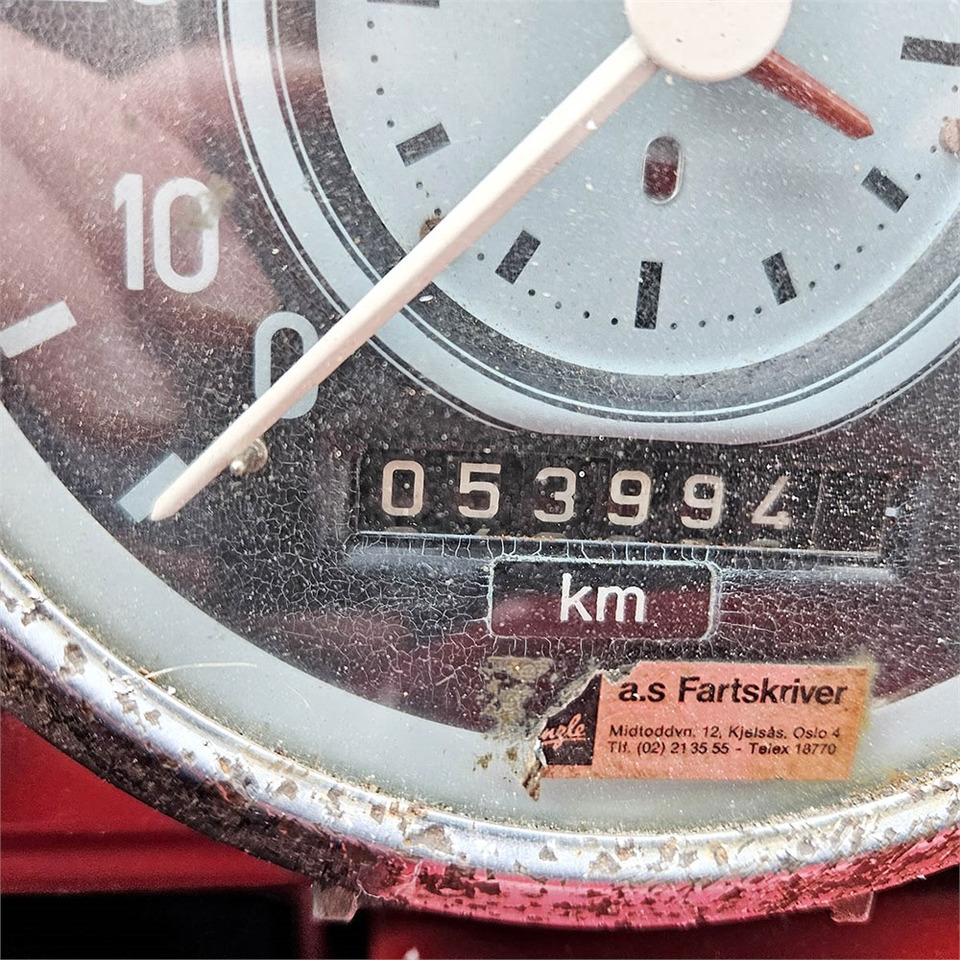 10
0
053994
km
a.s Fartskriver
Midtoddvn. 12, Kjelsås, Oslo 4
Tlf. (02) 21 35 55 - Telex 18770